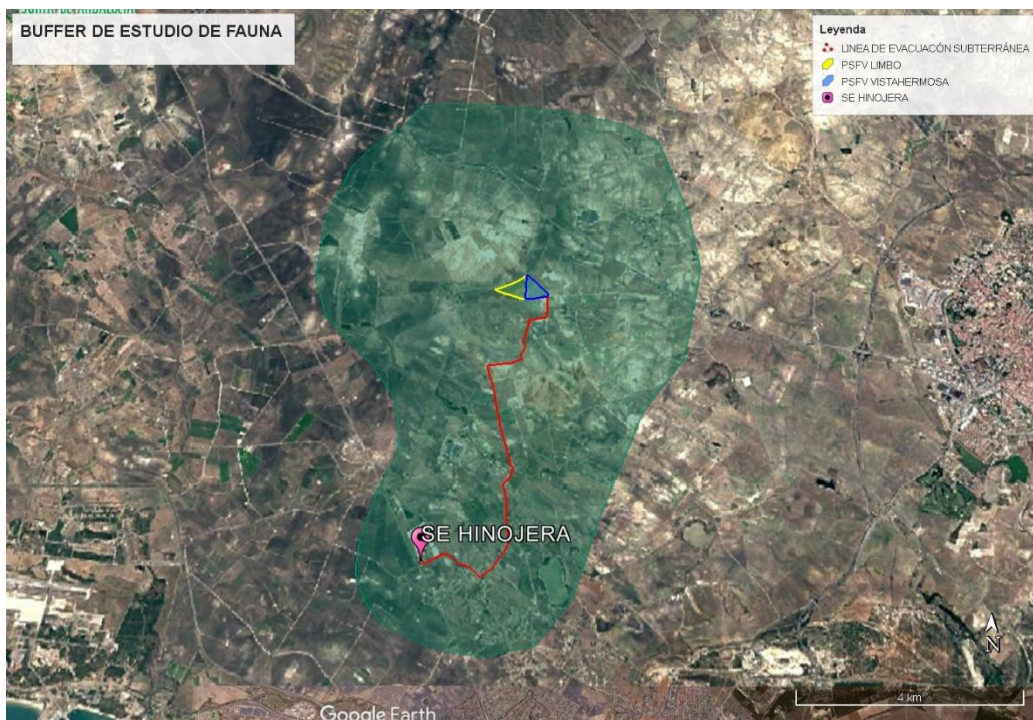 BUFFER DE ESTUDIO DE FAUNA
Leyenda
LINEA DE EVACUACÓN SUBTERRÁNEA
PSFV LIMBO
PSFV VISTAHERMOSA
SE HINOJERA
SE HINOJERA
N
4 km
Google Earth